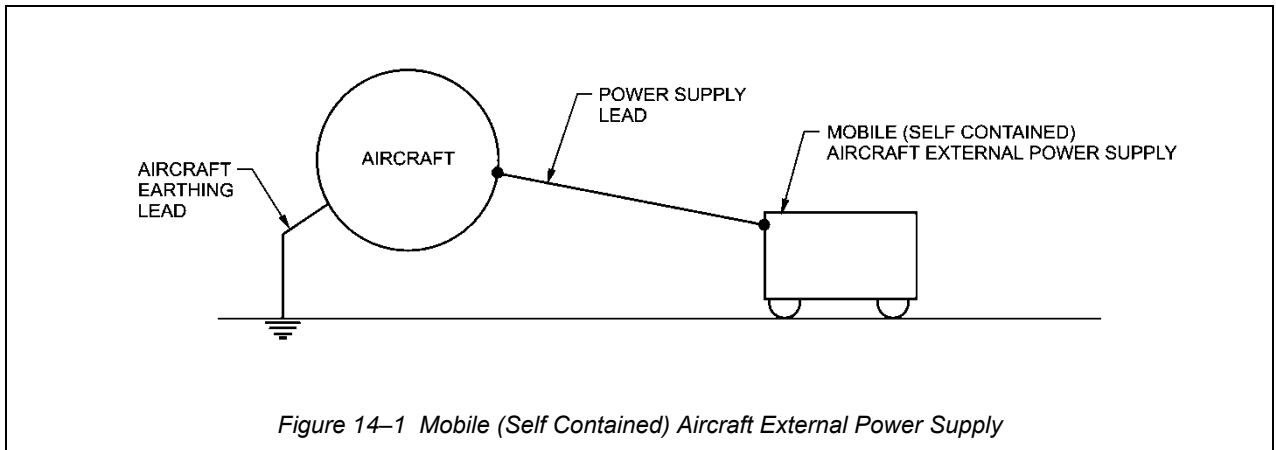 POWER SUPPLY
LEAD
MOBILE (SELF CONTAINED)
AIRCRAFT EXTERNAL POWER SUPPLY
AIRCRAFT
AIRCRAFT
EARTHING
LEAD
Figure 14–1 Mobile (Self Contained) Aircraft External Power Supply